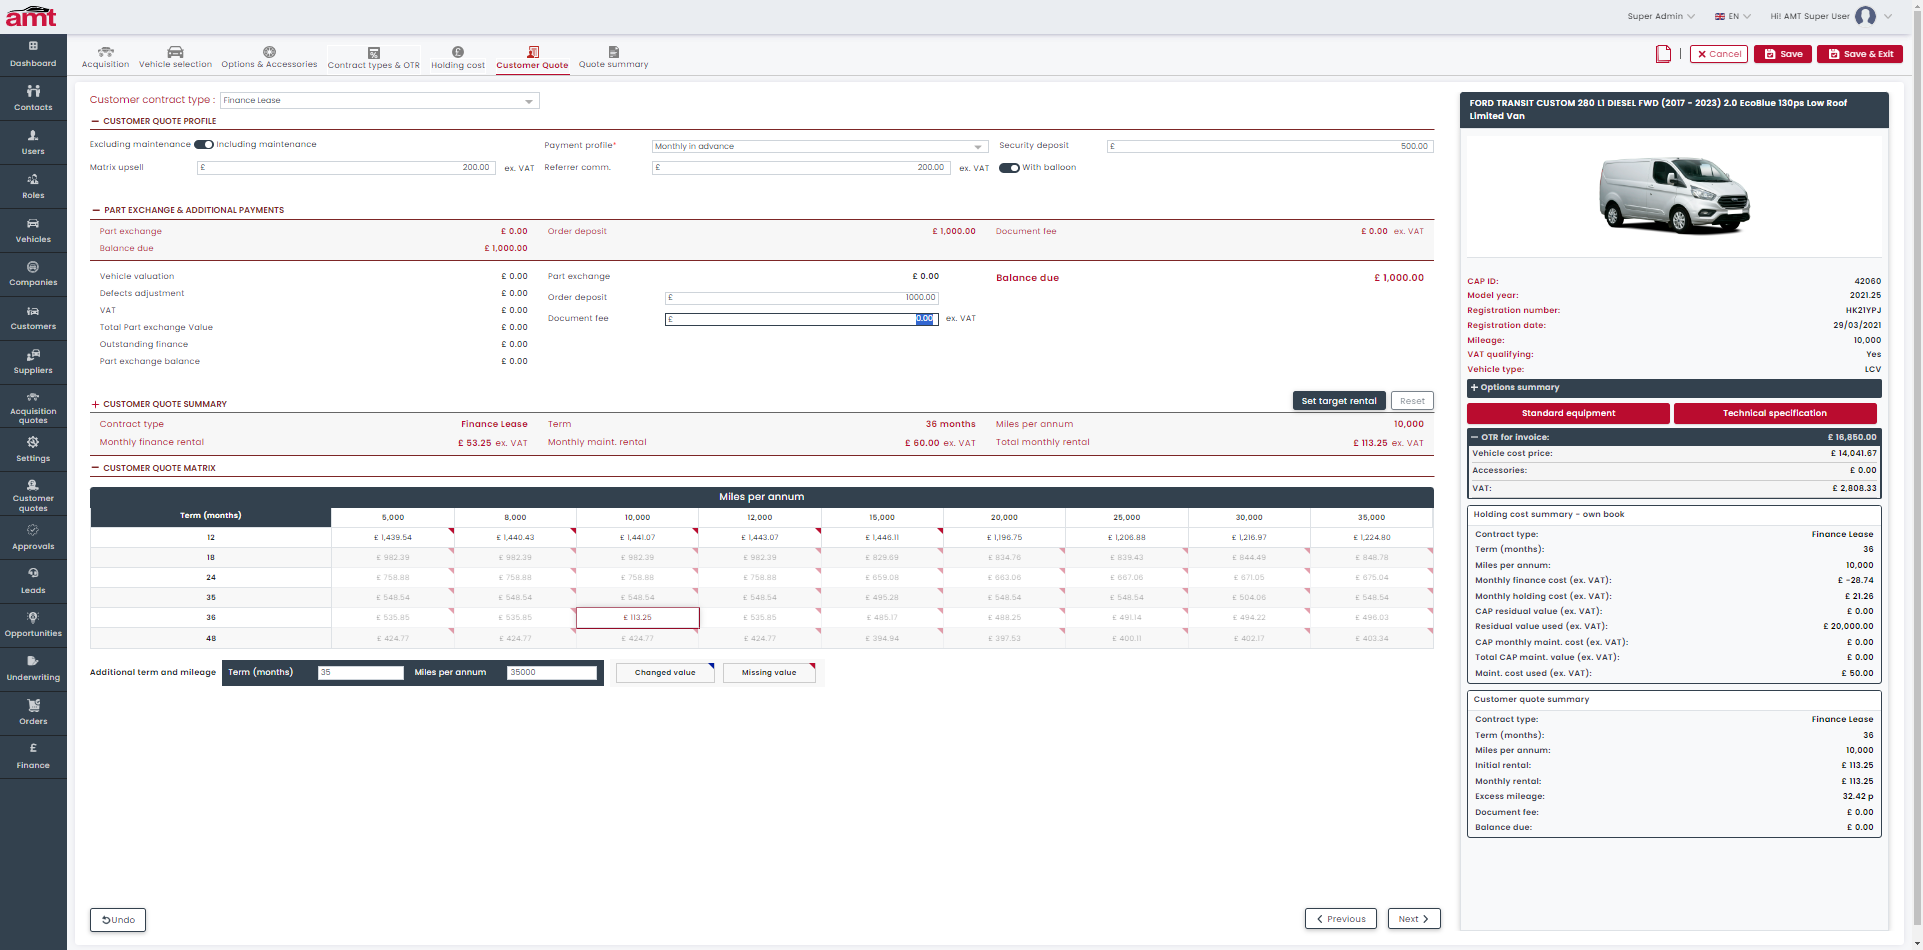 amt
Super Admin EN Hi! AMT Super User
Dashboard
Contacts
Users
Roles
Vehicles
Companies
Customers
Suppliers
Acquisition quotes
Settings
Customer quotes
Approvals
Leads
Opportunities
Underwriting
Orders
Finance
Acquisition Vehicle selection Options & Accessories Contract types & OTR Holding cost Customer Quote Quote summary
Cancel Save Save & Exit
Customer contract type : Finance Lease
CUSTOMER QUOTE PROFILE
Excluding maintenance Including maintenance Payment profile* Monthly in advance Security deposit £ 500.00
Matrix upsell £ 200.00 ex. VAT Referrer comm. £ 200.00 ex. VAT With balloon
PART EXCHANGE & ADDITIONAL PAYMENTS
Part exchange £ 0.00 Order deposit £ 1,000.00 Document fee £ 0.00 ex. VAT
Balance due £ 1,000.00
Vehicle valuation £ 0.00 Part exchange £ 0.00 Balance due £ 1,000.00
Defects adjustment £ 0.00 Order deposit £ 1000.00
VAT £ 0.00 Document fee £ 0.00 ex. VAT
Total Part exchange Value £ 0.00
Outstanding finance £ 0.00
Part exchange balance £ 0.00
CUSTOMER QUOTE SUMMARY Set target rental Reset
Contract type Finance Lease Term 36 months Miles per annum 10,000
Monthly finance rental £ 53.25 ex. VAT Monthly maint. rental £ 60.00 ex. VAT Total monthly rental £ 113.25 ex. VAT
CUSTOMER QUOTE MATRIX
Miles per annum
Term (months) 5,000 8,000 10,000 12,000 15,000 20,000 25,000 30,000 35,000
12 £ 1,439.54 £ 1,440.43 £ 1,441.07 £ 1,443.07 £ 1,446.11 £ 1,196.75 £ 1,206.88 £ 1,216.97 £ 1,224.80
18 £ 982.39 £ 982.39 £ 982.39 £ 982.39 £ 829.69 £ 834.76 £ 839.43 £ 844.49 £ 848.78
24 £ 758.88 £ 758.88 £ 758.88 £ 758.88 £ 659.08 £ 663.06 £ 667.06 £ 671.05 £ 675.04
35 £ 548.54 £ 548.54 £ 548.54 £ 548.54 £ 495.28 £ 548.54 £ 548.54 £ 504.06 £ 548.54
36 £ 535.85 £ 535.85 £ 113.25 £ 535.85 £ 485.17 £ 488.25 £ 491.14 £ 494.22 £ 496.03
48 £ 424.77 £ 424.77 £ 424.77 £ 424.77 £ 394.94 £ 397.53 £ 400.11 £ 402.17 £ 403.34
Additional term and mileage Term (months) 35 Miles per annum 35000 Changed value Missing value
Undo Previous Next
FORD TRANSIT CUSTOM 280 L1 DIESEL FWD (2017 - 2023) 2.0 EcoBlue 130ps Low Roof
Limited Van
CAP ID: 42060
Model year: 2021.25
Registration number: HK21YPJ
Registration date: 29/03/2021
Mileage: 10,000
VAT qualifying: Yes
Vehicle type: LCV
Options summary
Standard equipment Technical specification
OTR for invoice: £ 16,850.00
Vehicle cost price: £ 14,041.67
Accessories: £ 0.00
VAT: £ 2,808.33
Holding cost summary - own book
Contract type: Finance Lease
Term (months): 36
Miles per annum: 10,000
Monthly finance cost (ex. VAT): £ -28.74
Monthly holding cost (ex. VAT): £ 21.26
CAP residual value (ex. VAT): £ 0.00
Residual value used (ex. VAT): £ 20,000.00
CAP monthly maint. cost (ex. VAT): £ 0.00
Total CAP maint. value (ex. VAT): £ 0.00
Maint. cost used (ex. VAT): £ 50.00
Customer quote summary
Contract type: Finance Lease
Term (months): 36
Miles per annum: 10,000
Initial rental: £ 113.25
Monthly rental: £ 113.25
Excess mileage: 32.42 p
Document fee: £ 0.00
Balance due: £ 0.00